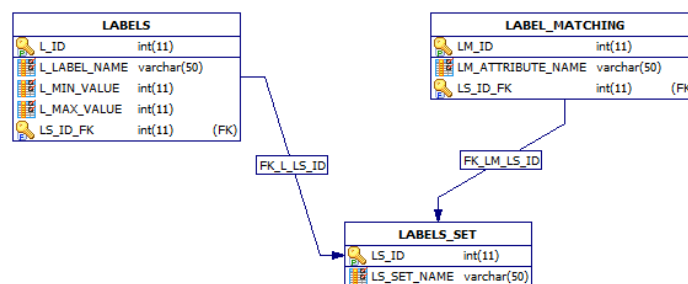 LABELS
L_ID int(11)
L_LABEL_NAME varchar(50)
L_MIN_VALUE int(11)
L_MAX_VALUE int(11)
LS_ID_FK int(11) (FK)
LABEL_MATCHING
LM_ID int(11)
LM_ATTRIBUTE_NAME varchar(50)
LS_ID_FK int(11) (FK
FK_L_LS_ID
FK_LM_LS_ID
LABELS_SET
LS_ID int(11)
LS_SET_NAME varchar(50)